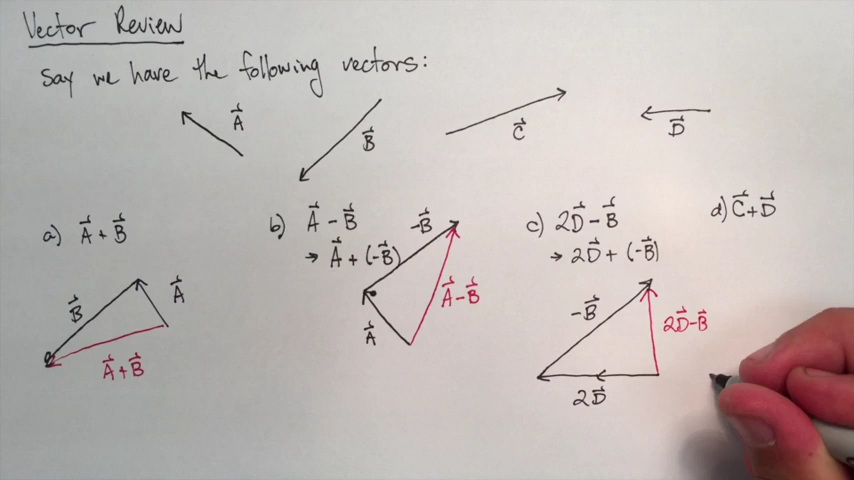 Vector Review
Say we have the following vectors:
A⃗
B⃗
C⃗
D⃗
a) A⃗ + B⃗
b) A⃗ - B⃗
→ A⃗ + (-B⃗)
c) 2D⃗ - B⃗
→ 2D⃗ + (-B⃗)
d) C⃗ + D⃗
B⃗
A⃗
A⃗ + B⃗
-B⃗
A⃗
A⃗ - B⃗
-B⃗
2D⃗ - B⃗
2D⃗